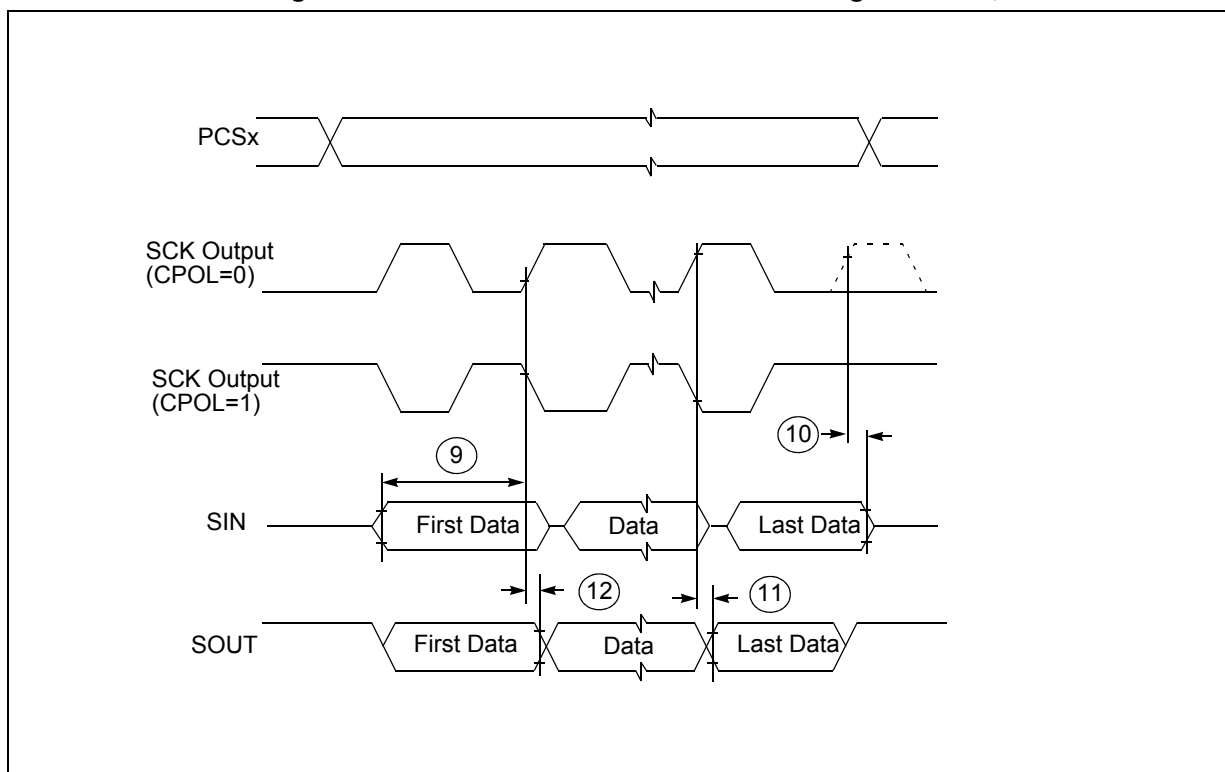 PCSx
SCK Output
(CPOL=0)
SCK Output
(CPOL=1)
10
9
SIN
First Data
Data
Last Data
12
11
SOUT
First Data
Data
Last Data